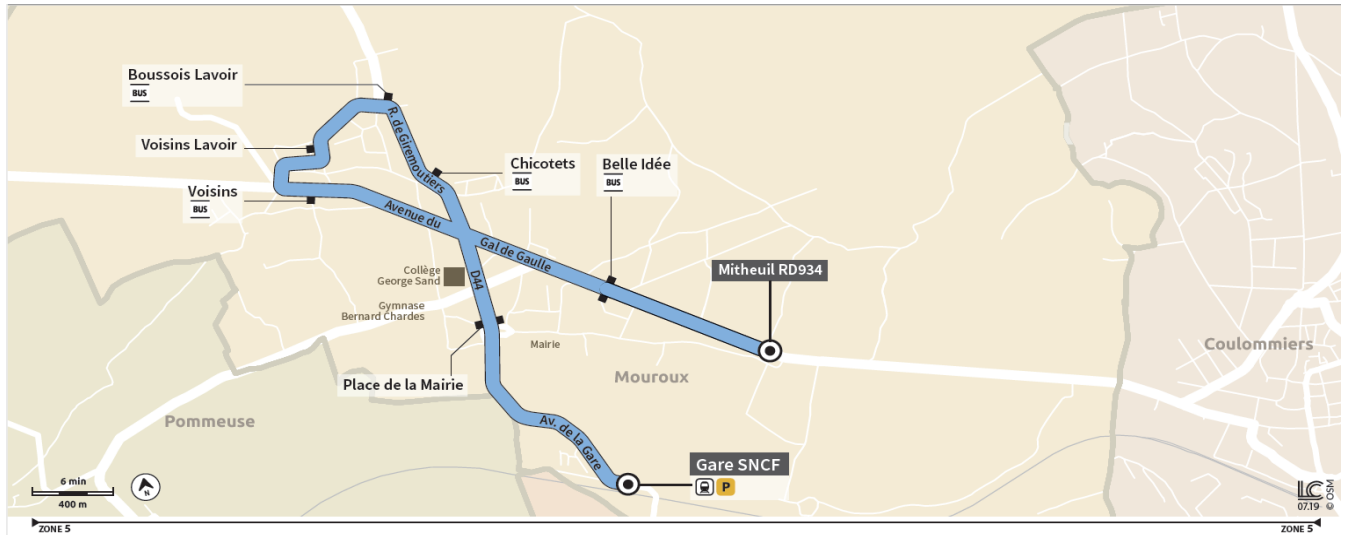 Boussois Lavoir
BUS
Voisins Lavoir
Voisins
BUS
R. de Giremoutiers
Chicotets
BUS
Belle Idée
BUS
Avenue du
Gal de Gaulle
Mitheuil RD934
Collège
George Sand
D44
Gymnase
Bernard Chardes
Mairie
Place de la Mairie
Mouroux
Coulommiers
Pommeuse
Av. de la Gare
Gare SNCF
P
6 min
400 m
N
LC
07.19 © OSM
ZONE 5
ZONE 5